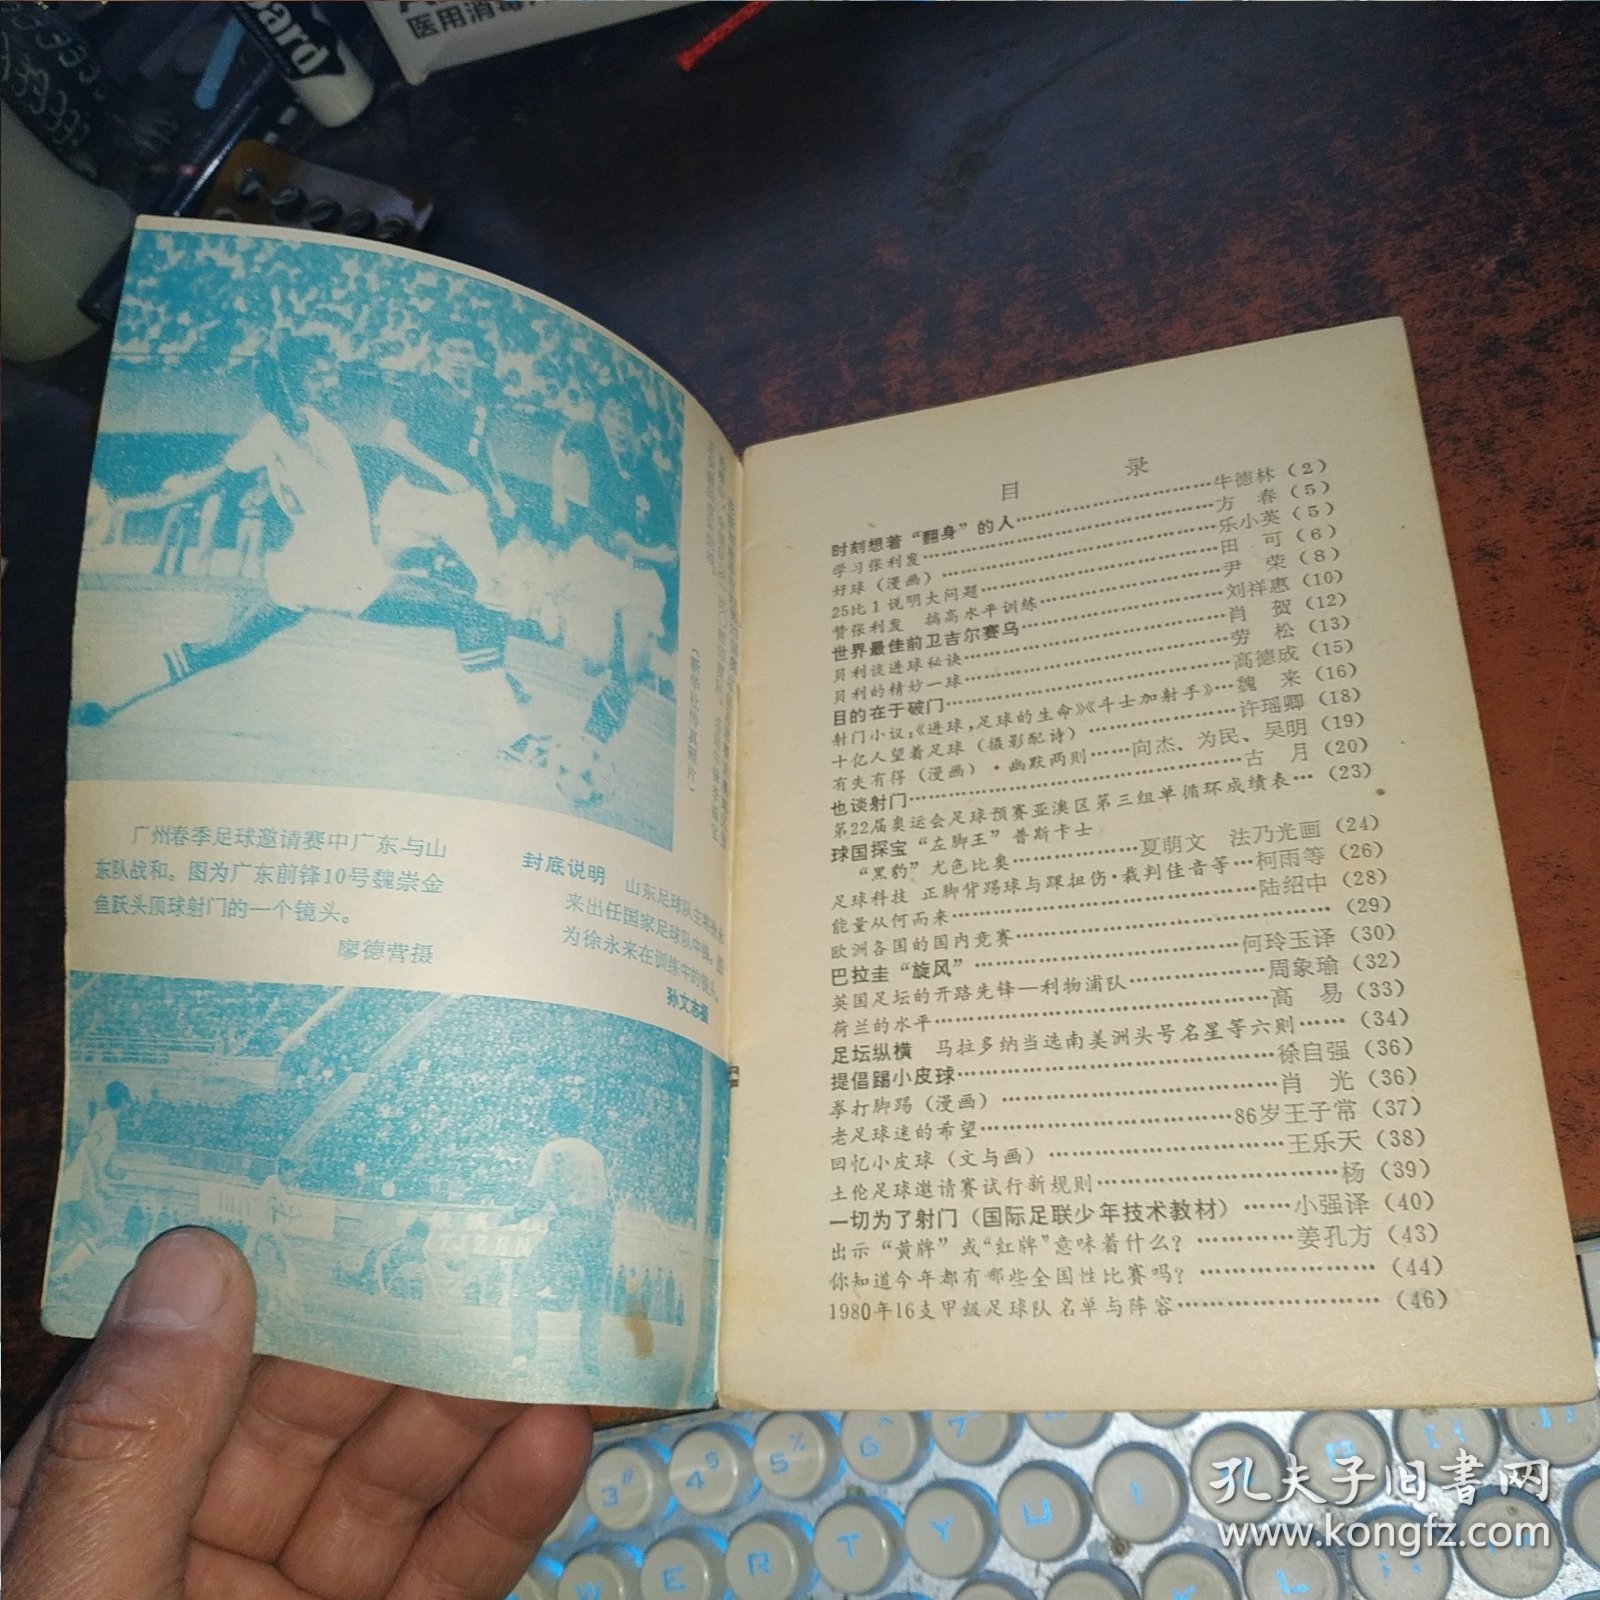 医用消毒
oard
广州春季足球邀请赛中广东与山
东队战和。图为广东前锋10号魏崇金
鱼跃头顶球射门的一个镜头。
廖德营摄
(新华社传真照片)
封底说明 山东足球队主
来出任国家足球队中锋。图
为徐永来在训练中的镜头。
孙文志摄
目 录
时刻想着“翻身”的人……………………牛德林(2)
学习张利发……………………………方 春(5)
好球(漫画)……………………………乐小英(5)
25比1说明大问题………………………田 可(6)
赞张利发 搞高水平训练…………………尹 荣(8)
世界最佳前卫吉尔赛乌……………………刘祥惠(10)
贝利谈进球秘诀…………………………肖 贺(12)
贝利的精妙一球…………………………劳 松(13)
目的在于破门……………………………高德成(15)
射门小议:《进球,足球的生命》《斗士加射手》…魏 来(16)
十亿人望着足球(摄影配诗)………………许瑶卿(18)
有失有得(漫画)·幽默两则……向杰、为民、吴明(19)
也谈射门………………………………古 月(20)
第22届奥运会足球预赛亚澳区第三组单循环成绩表…(23)
球国探宝 “左脚王”普斯卡士
“黑豹”尤色比奥………………夏萌文 法乃光画(24)
足球科技 正脚背踢球与踝扭伤·裁判佳音等…柯雨等(26)
能量从何而来……………………………陆绍中(28)
欧洲各国的国内竞赛………………………………(29)
巴拉圭“旋风”…………………………何玲玉译(30)
英国足坛的开路先锋—利物浦队……………周象瑜(32)
荷兰的水平……………………………高 易(33)
足坛纵横 马拉多纳当选南美洲头号名星等六则……(34)
提倡踢小皮球……………………………徐自强(36)
拳打脚踢(漫画)…………………………肖 光(36)
老足球迷的希望…………………………86岁王子常(37)
回忆小皮球(文与画)………………………王乐天(38)
土伦足球邀请赛试行新规则……………………杨(39)
一切为了射门(国际足联少年技术教材)……小强译(40)
出示“黄牌”或“红牌”意味着什么?…………姜孔方(43)
你知道今年都有哪些全国性比赛吗?………………(44)
1980年16支甲级足球队名单与阵容…………………(46)
3
4
5
6
7
W
E
R
T
Y
U
I
K
L
孔夫子旧书网
www.kongfz.com